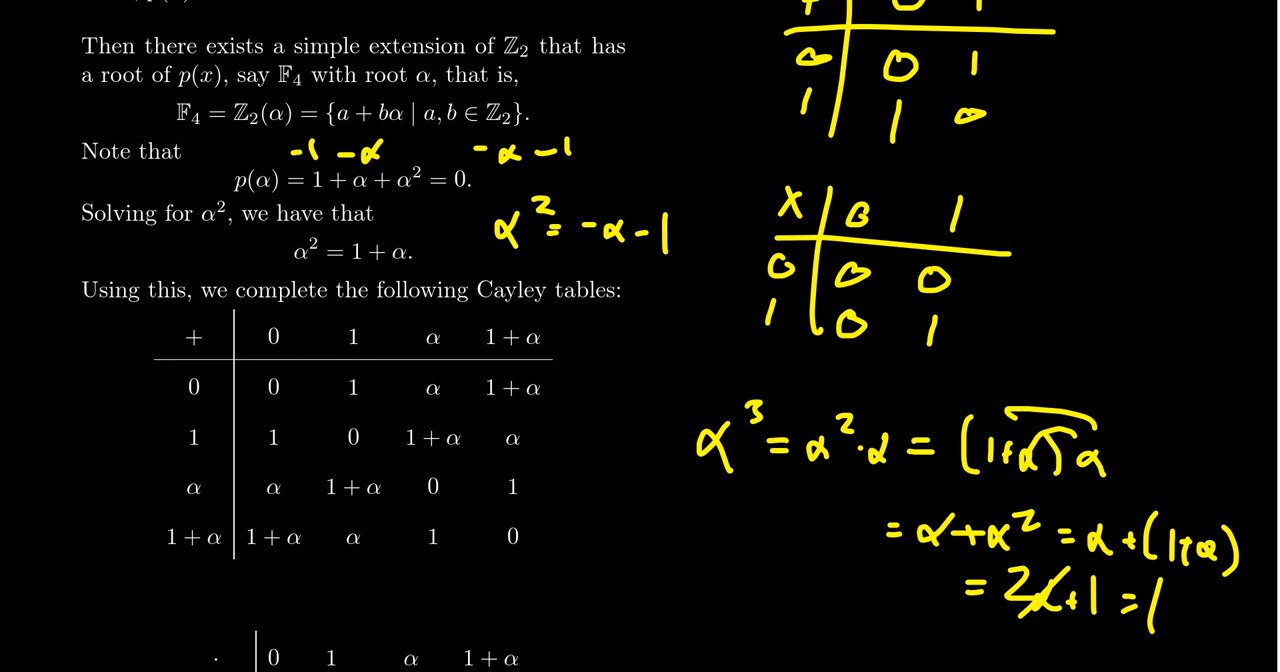 Then there exists a simple extension of ℤ₂ that has
a root of p(x), say 𝔽₄ with root α, that is,
𝔽₄ = ℤ₂(α) = {a + bα | a, b ∈ ℤ₂}.
Note that
-1 -α -α -1
p(α) = 1 + α + α² = 0.
Solving for α², we have that
α² = 1 + α.
α² = -α - 1
Using this, we complete the following Cayley tables:
+ 0 1 α 1 + α
0 0 1 α 1 + α
1 1 0 1 + α α
α α 1 + α 0 1
1 + α 1 + α α 1 0
· 0 1 α 1 + α
0 0 1
1 1 0
x 0 1
0 0 0
1 0 1
α³ = α² · α = (1+α)α
= α + α² = α + (1+α)
= 2α + 1 = 1